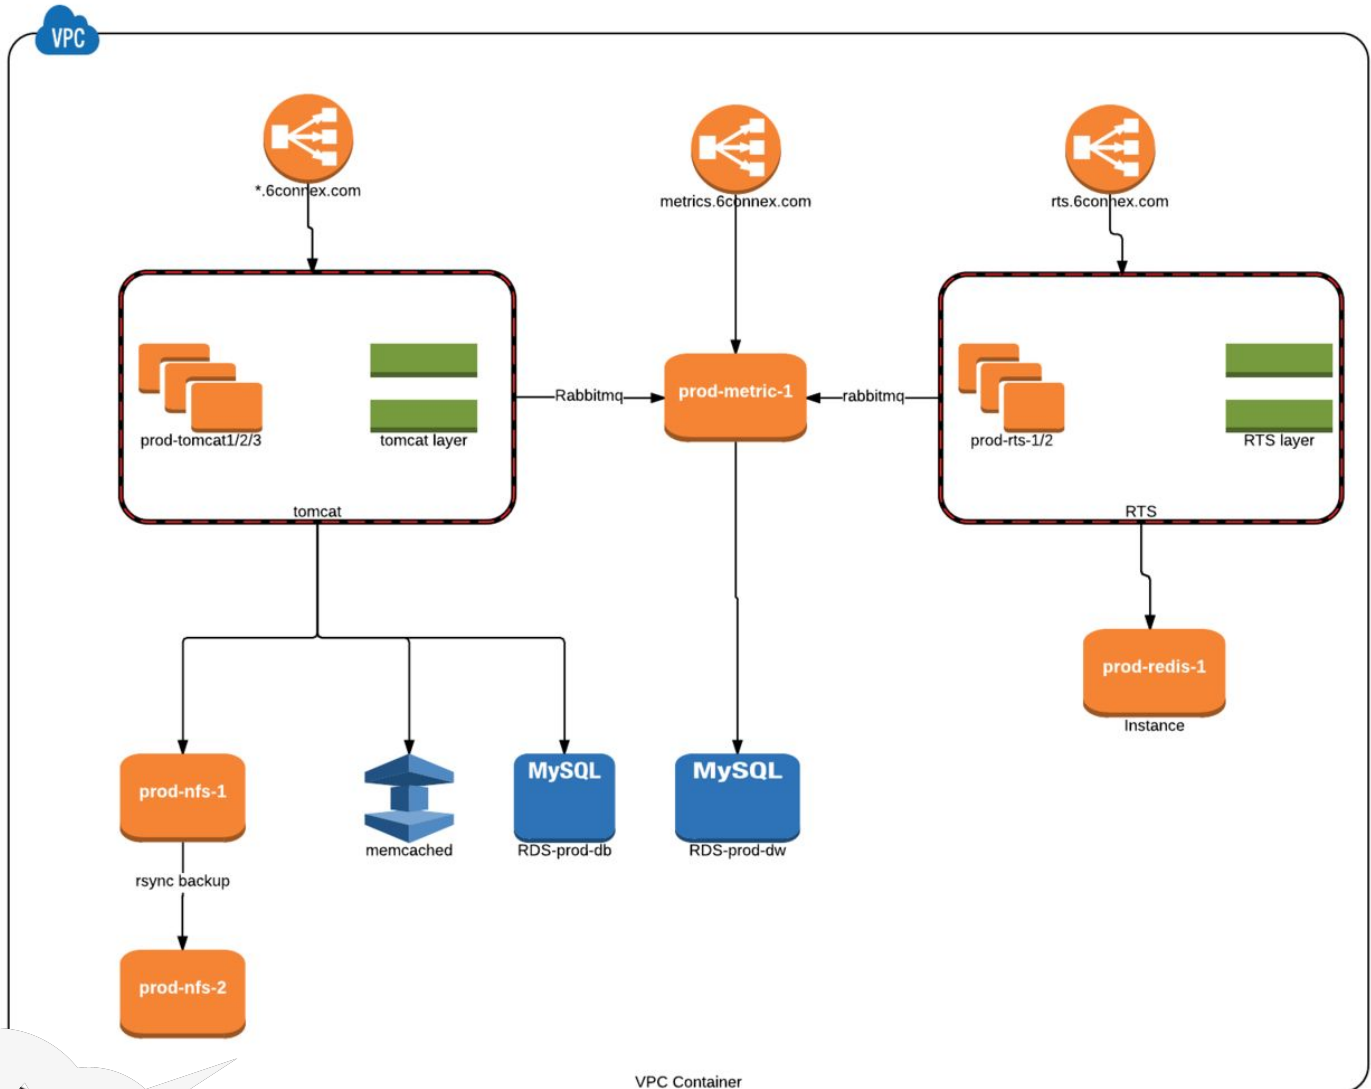 VPC
*.6connex.com
metrics.6connex.com
rts.6connex.com
prod-tomcat1/2/3
tomcat layer
tomcat
Rabbitmq
prod-metric-1
rabbitmq
prod-rts-1/2
RTS layer
RTS
prod-redis-1
Instance
prod-nfs-1
memcached
MySQL
RDS-prod-db
MySQL
RDS-prod-dw
rsync backup
prod-nfs-2
VPC Container